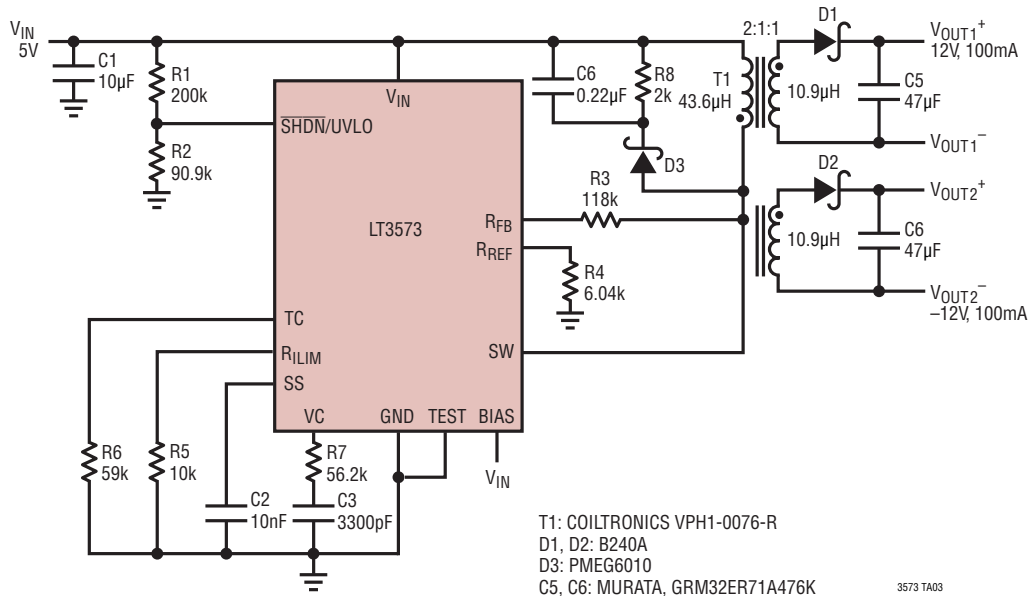 VIN
5V
C1
10µF
R1
200k
R2
90.9k
VIN
SHDN/UVLO
LT3573
RFB
RREF
TC
RILIM
SS
SW
VC
GND
TEST
BIAS
VIN
C6
0.22µF
R8
2k
D3
R3
118k
R4
6.04k
T1
43.6µH
2:1:1
10.9µH
D1
C5
47µF
VOUT1+
12V, 100mA
VOUT1–
10.9µH
D2
C6
47µF
VOUT2+
VOUT2–
–12V, 100mA
R6
59k
R5
10k
C2
10nF
R7
56.2k
C3
3300pF
T1: COILTRONICS VPH1-0076-R
D1, D2: B240A
D3: PMEG6010
C5, C6: MURATA, GRM32ER71A476K
3573 TA03